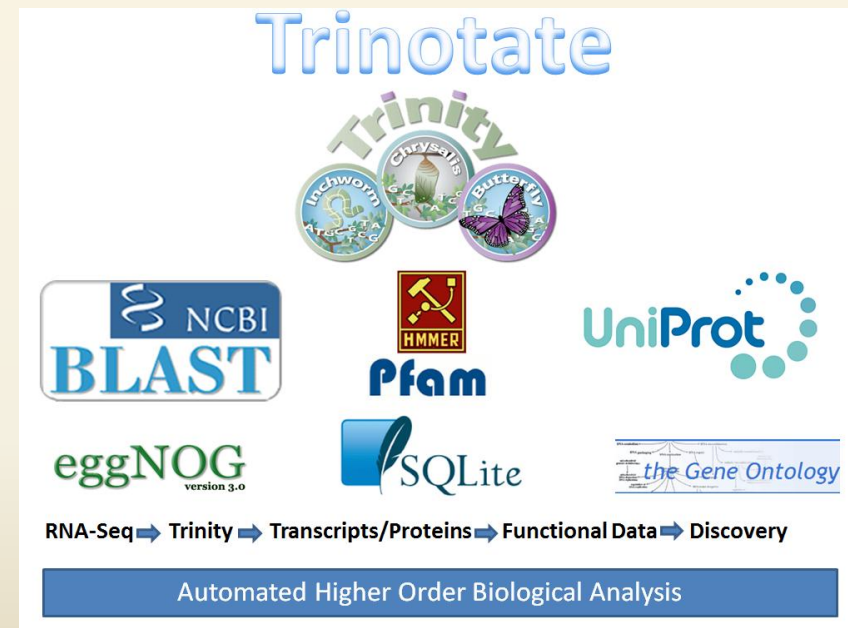 Trinotate
Trinity
Inchworm
Chrysalis
Butterfly
NCBI
BLAST
HMMER
Pfam
UniProt
eggNOG
version 3.0
SQLite
the Gene Ontology
RNA-Seq Trinity Transcripts/Proteins Functional Data Discovery
Automated Higher Order Biological Analysis